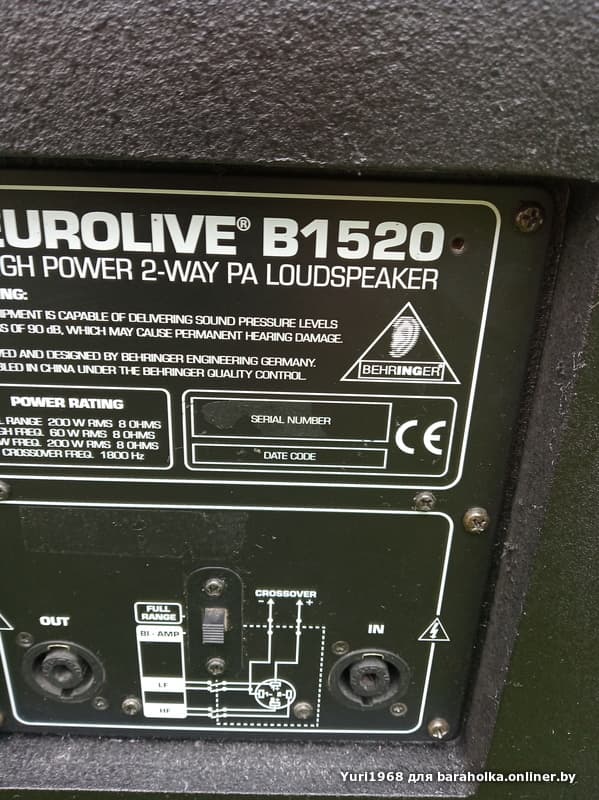 EUROLIVE® B1520
GH POWER 2-WAY PA LOUDSPEAKER
NG:
IPMENT IS CAPABLE OF DELIVERING SOUND PRESSURE LEVELS
S OF 90 dB, WHICH MAY CAUSE PERMANENT HEARING DAMAGE.
ED AND DESIGNED BY BEHRINGER ENGINEERING GERMANY.
BLED IN CHINA UNDER THE BEHRINGER QUALITY CONTROL.
BEHRINGER
POWER RATING
L RANGE 200 W RMS 8 OHMS
GH FREQ. 60 W RMS 8 OHMS
W FREQ. 200 W RMS 8 OHMS
CROSSOVER FREQ. 1800 Hz
SERIAL NUMBER
DATE CODE
CE
CROSSOVER
- +
FULL
RANGE
BI-AMP
OUT
IN
LF
HF
Yuri1968 для baraholka.onliner.by